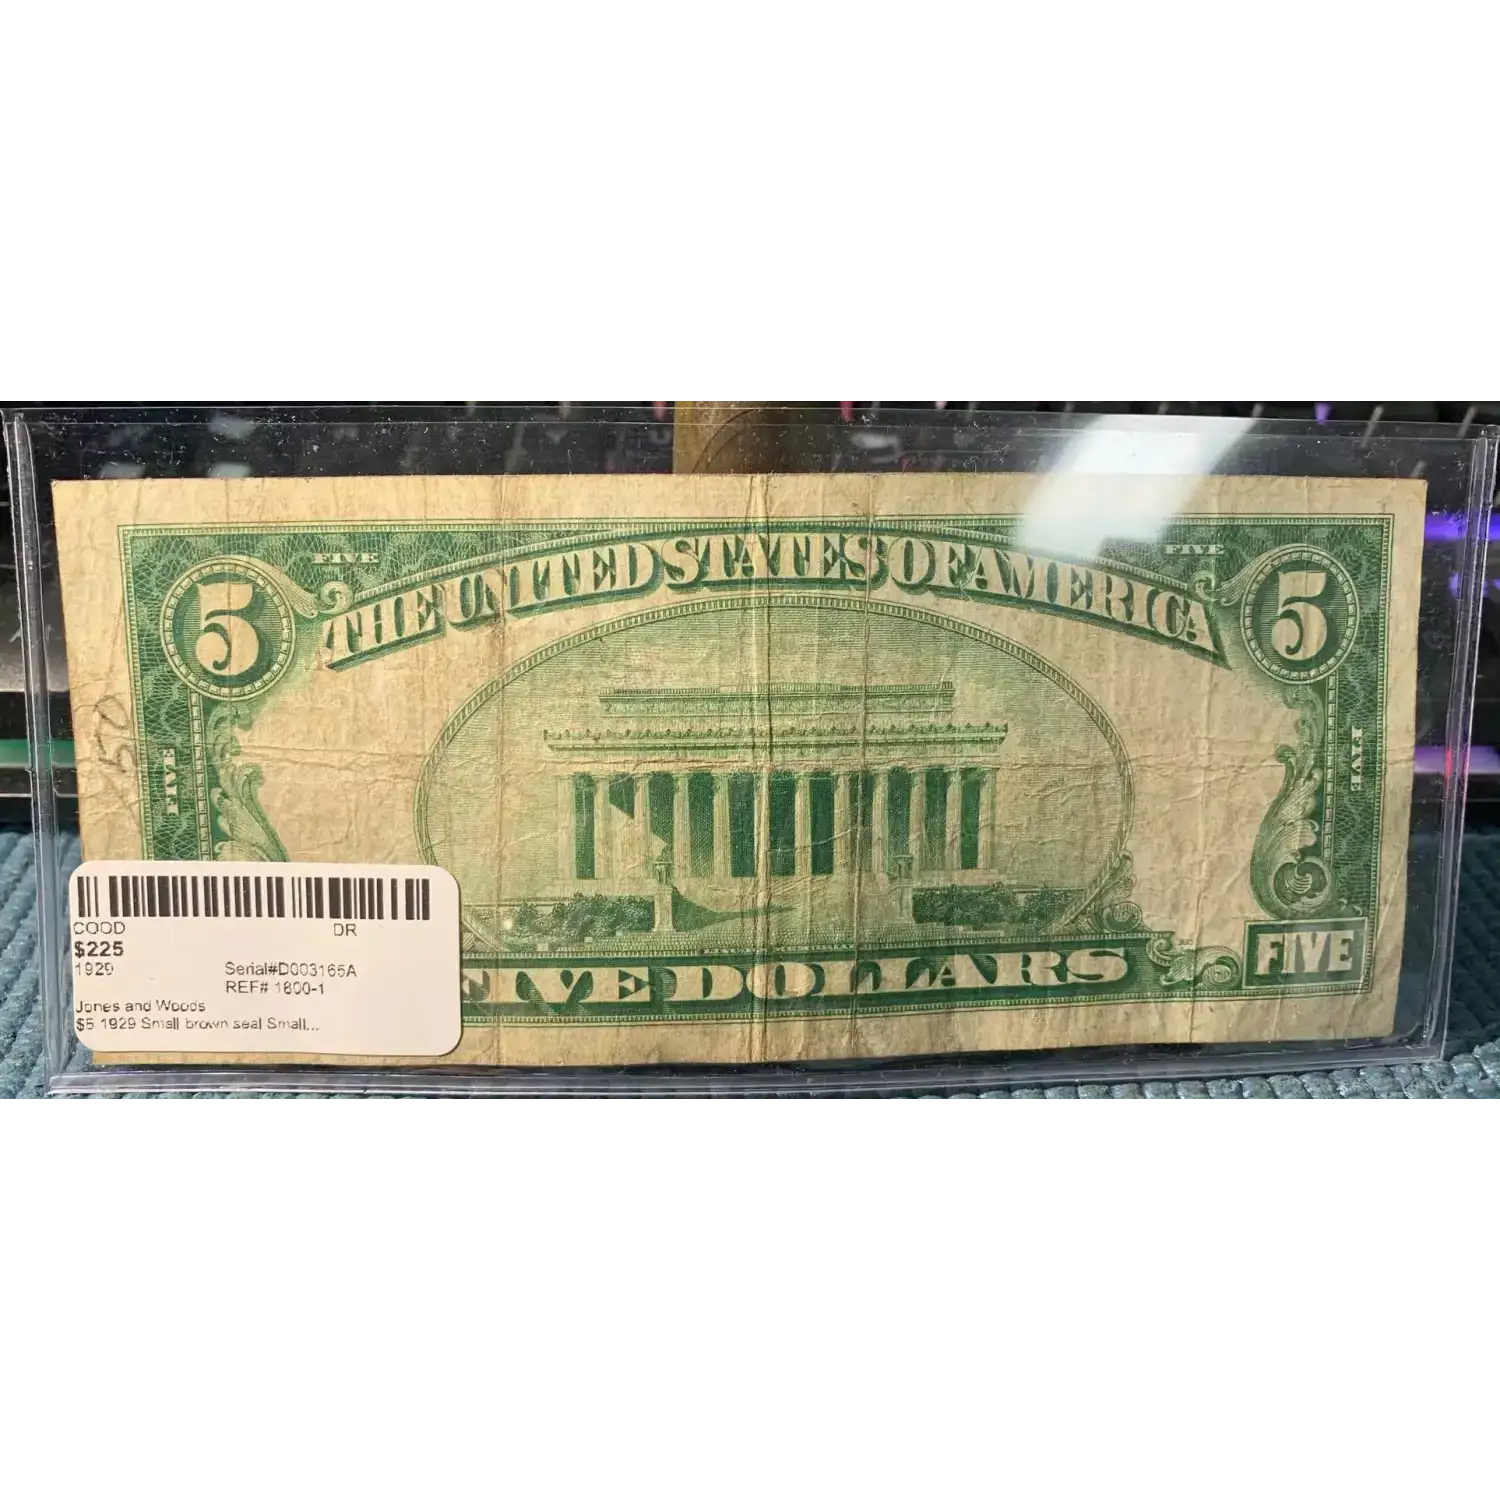 FIVE
FIVE
5
THE UNITED STATES OF AMERICA
5
FIVE
FIVE
150
COOD
DR
$225
1929
Serial#D003165A
REF# 1800-1
Jones and Woods
$5 1929 Small brown seal Small...
FIVE DOLLARS
FIVE